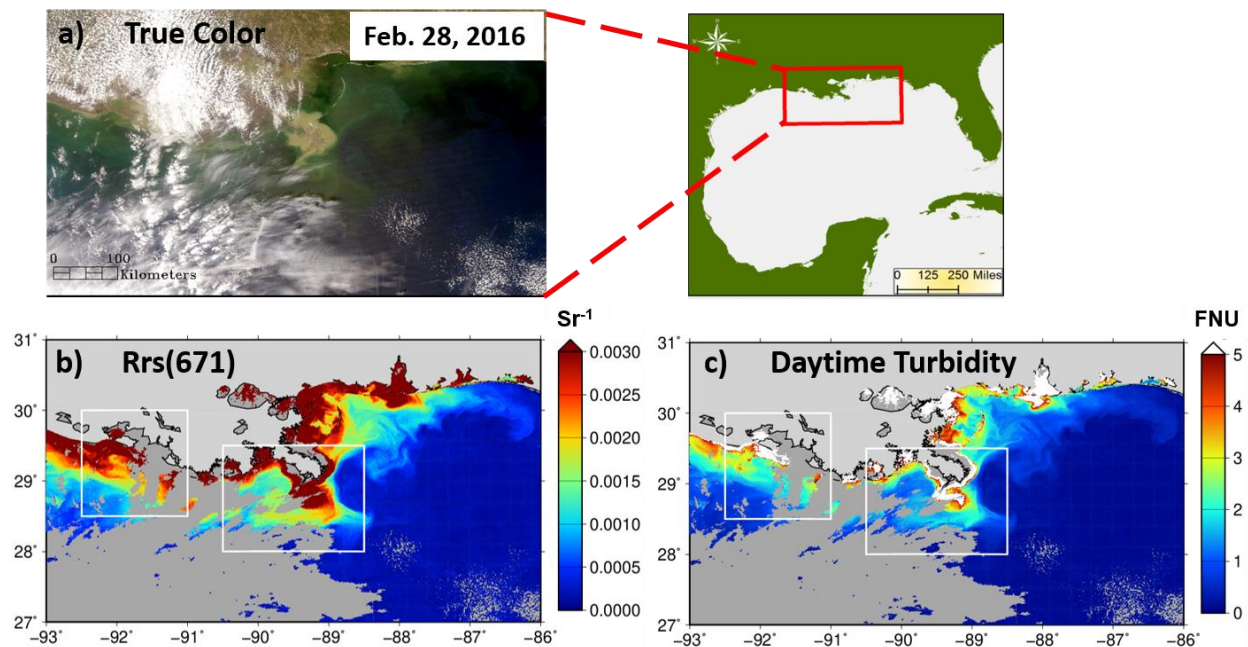 a) True Color
Feb. 28, 2016
0 100
Kilometers
0 125 250 Miles
Sr⁻¹
b) Rrs(671)
31˚
30˚
29˚
28˚
27˚
−93 −92 −91 −90 −89 −88 −87 −86
0.0030
0.0025
0.0020
0.0015
0.0010
0.0005
0.0000
FNU
c) Daytime Turbidity
31˚
30˚
29˚
28˚
27˚
−93 −92 −91 −90 −89 −88 −87 −86
5
4
3
2
1
0